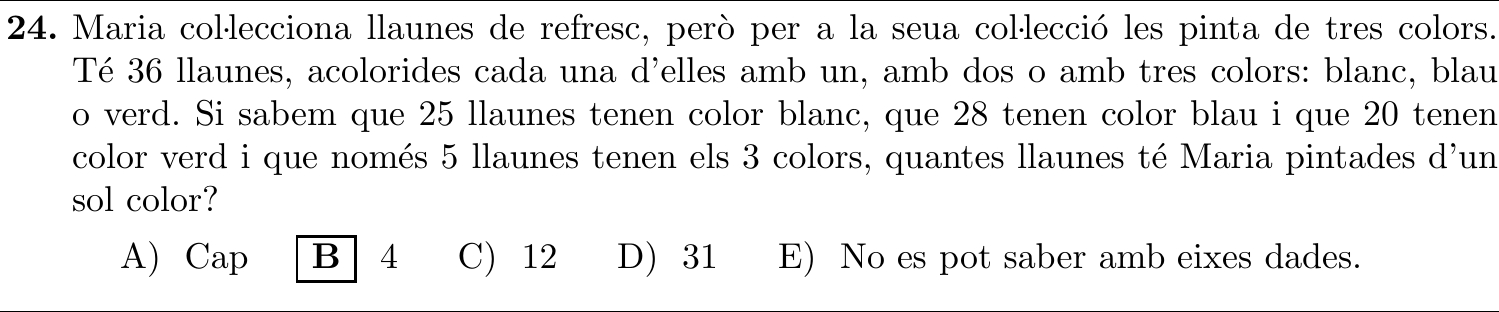 24. Maria col·lecciona llaunes de refresc, però per a la seua col·lecció les pinta de tres colors.
Té 36 llaunes, acolorides cada una d'elles amb un, amb dos o amb tres colors: blanc, blau
o verd. Si sabem que 25 llaunes tenen color blanc, que 28 tenen color blau i que 20 tenen
color verd i que només 5 llaunes tenen els 3 colors, quantes llaunes té Maria pintades d'un
sol color?
A) Cap B 4 C) 12 D) 31 E) No es pot saber amb eixes dades.